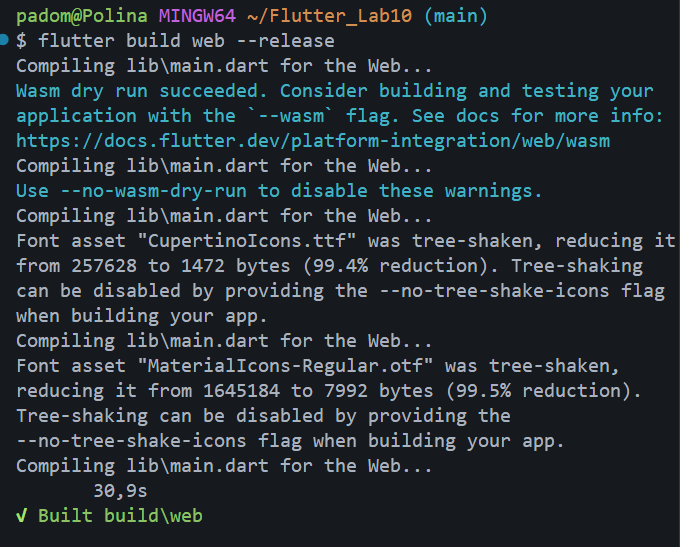 padom@Polina MINGW64 ~/Flutter_Lab10 (main)
$ flutter build web --release
Compiling lib\main.dart for the Web...
Wasm dry run succeeded. Consider building and testing your
application with the `--wasm` flag. See docs for more info:
https://docs.flutter.dev/platform-integration/web/wasm
Compiling lib\main.dart for the Web...
Use --no-wasm-dry-run to disable these warnings.
Compiling lib\main.dart for the Web...
Font asset "CupertinoIcons.ttf" was tree-shaken, reducing it
from 257628 to 1472 bytes (99.4% reduction). Tree-shaking
can be disabled by providing the --no-tree-shake-icons flag
when building your app.
Compiling lib\main.dart for the Web...
Font asset "MaterialIcons-Regular.otf" was tree-shaken,
reducing it from 1645184 to 7992 bytes (99.5% reduction).
Tree-shaking can be disabled by providing the
--no-tree-shake-icons flag when building your app.
Compiling lib\main.dart for the Web...
30,9s
√ Built build\web